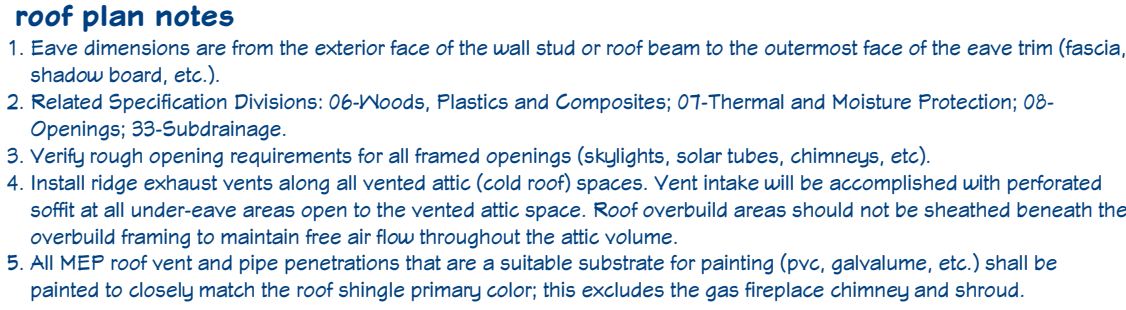 roof plan notes
1. Eave dimensions are from the exterior face of the wall stud or roof beam to the outermost face of the eave trim (fascia,
shadow board, etc.).
2. Related Specification Divisions: 06-Woods, Plastics and Composites; 07-Thermal and Moisture Protection; 08-
Openings; 33-Subdrainage.
3. Verify rough opening requirements for all framed openings (skylights, solar tubes, chimneys, etc).
4. Install ridge exhaust vents along all vented attic (cold roof) spaces. Vent intake will be accomplished with perforated
soffit at all under-eave areas open to the vented attic space. Roof overbuild areas should not be sheathed beneath the
overbuild framing to maintain free air flow throughout the attic volume.
5. All MEP roof vent and pipe penetrations that are a suitable substrate for painting (pvc, galvalume, etc.) shall be
painted to closely match the roof shingle primary color; this excludes the gas fireplace chimney and shroud.